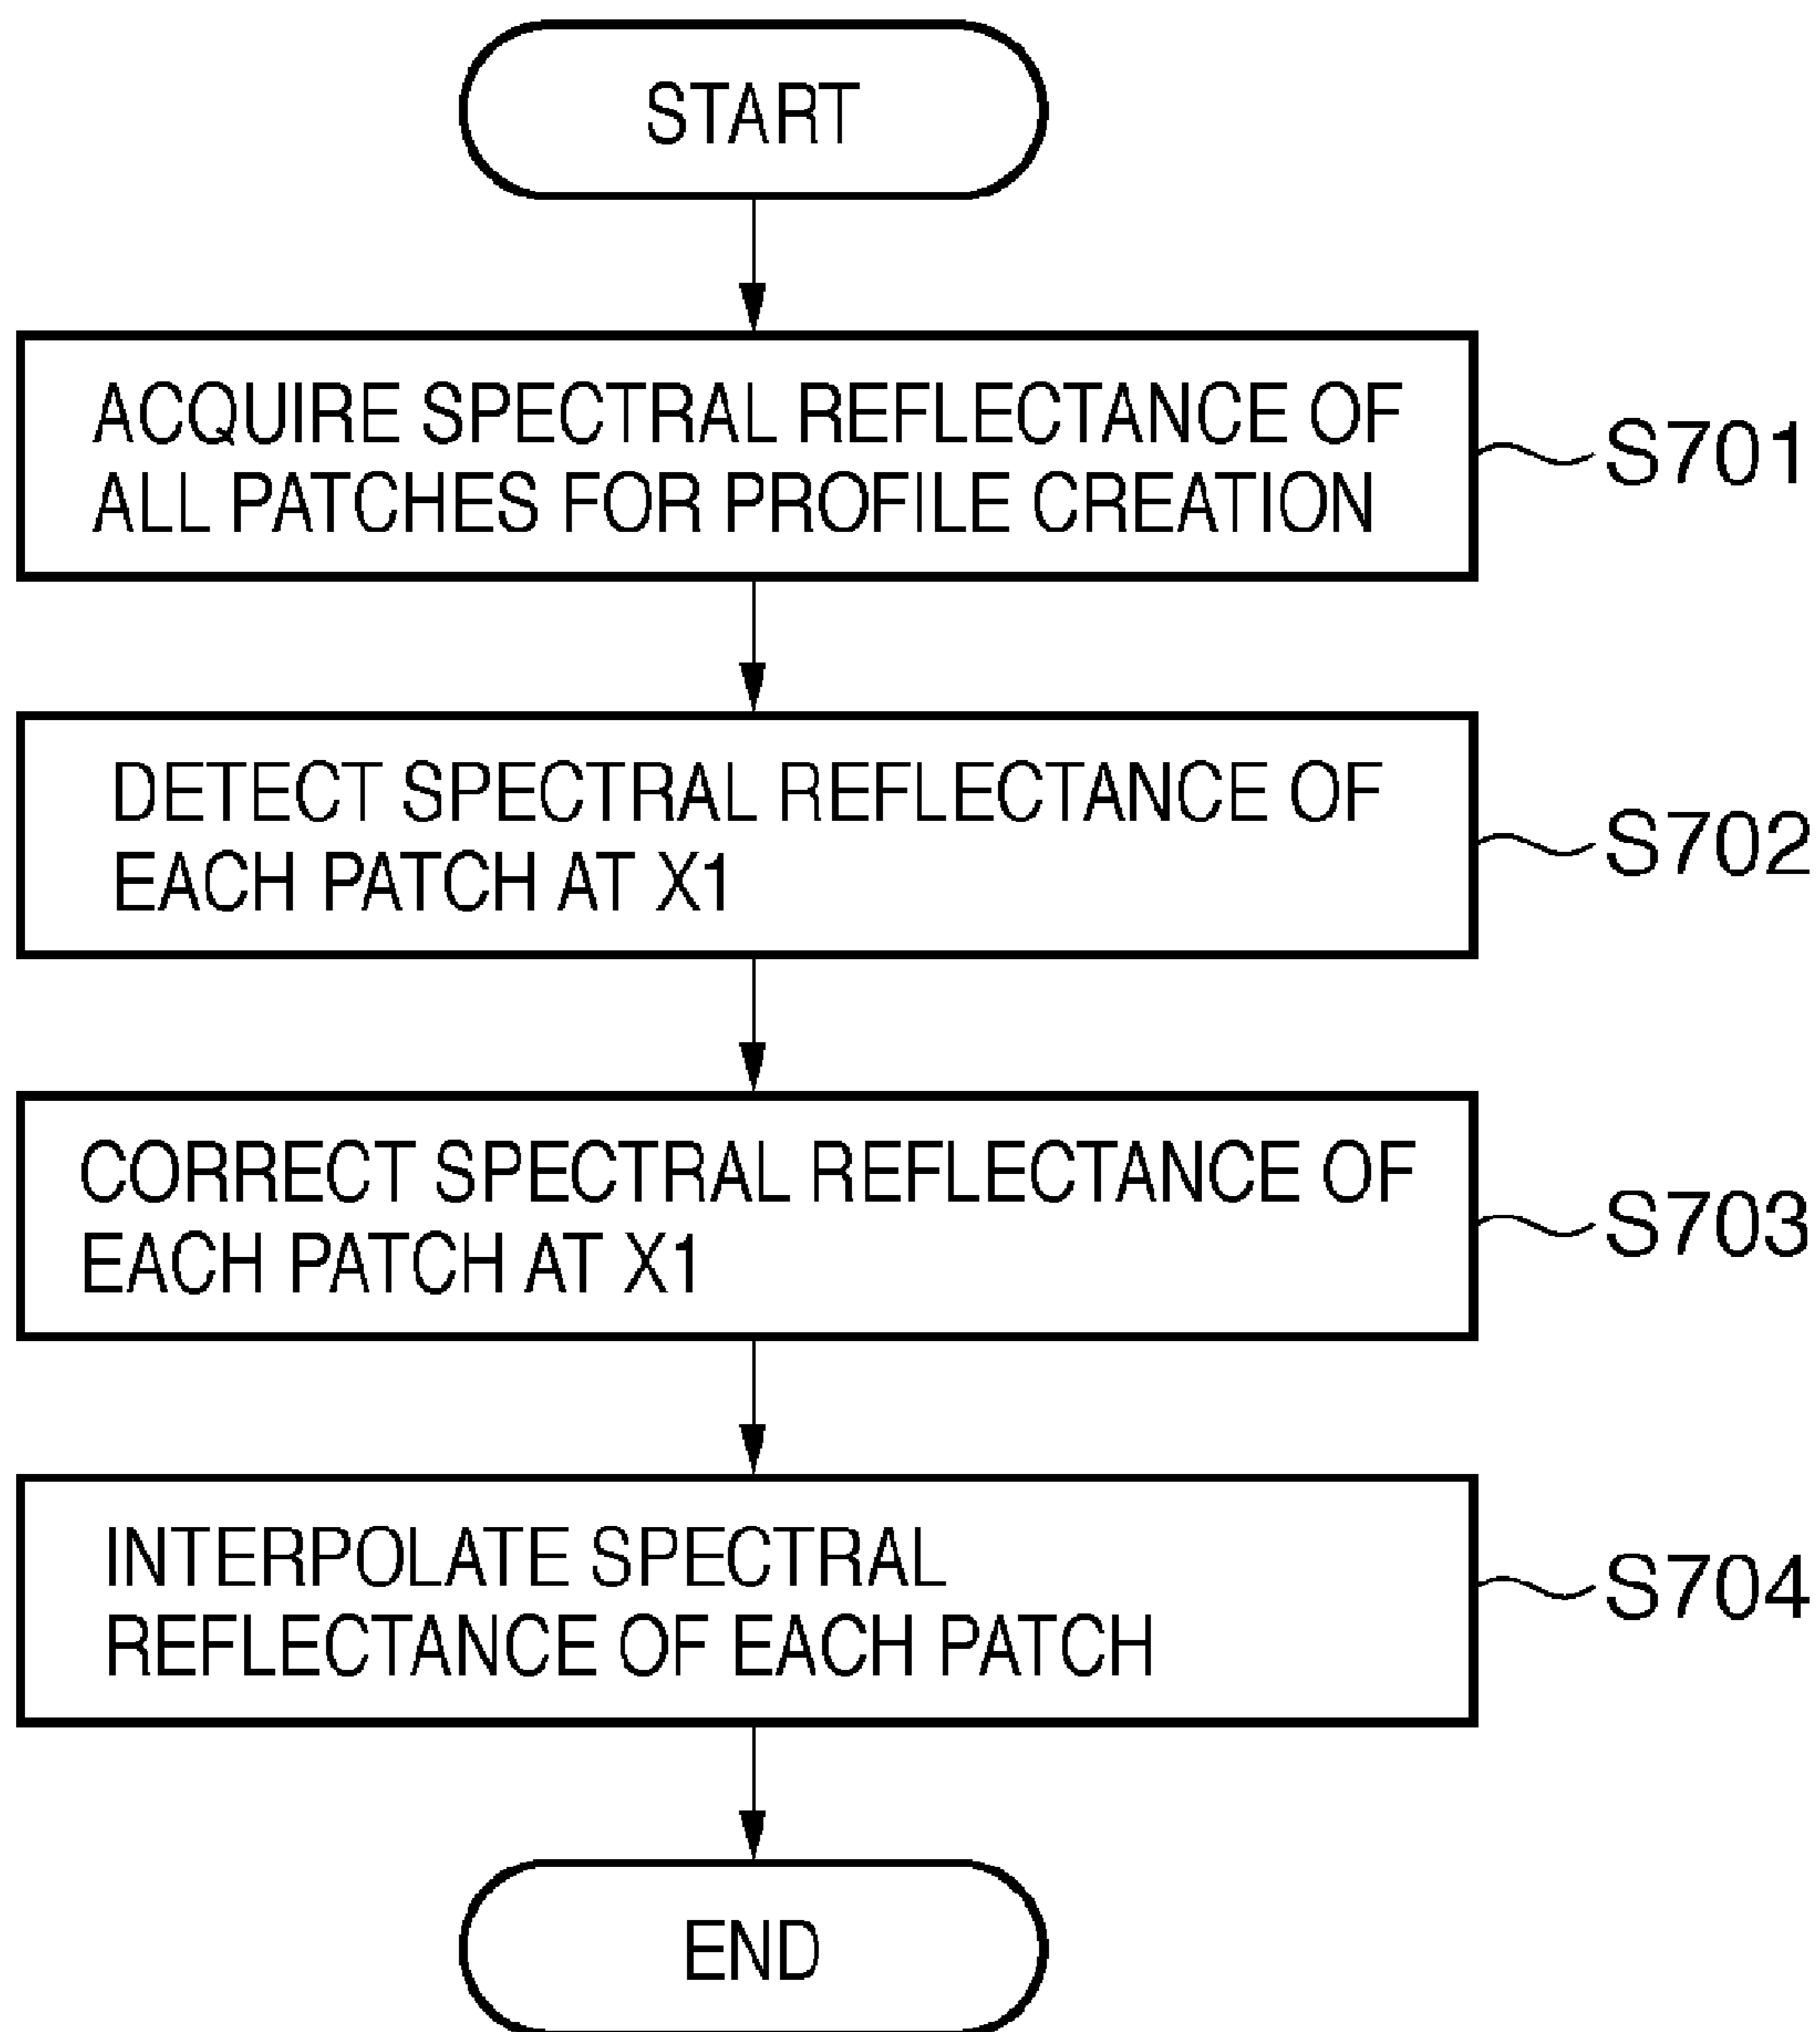 START
ACQUIRE SPECTRAL REFLECTANCE OF
ALL PATCHES FOR PROFILE CREATION
S701
DETECT SPECTRAL REFLECTANCE OF
EACH PATCH AT X1
S702
CORRECT SPECTRAL REFLECTANCE OF
EACH PATCH AT X1
S703
INTERPOLATE SPECTRAL
REFLECTANCE OF EACH PATCH
S704
END